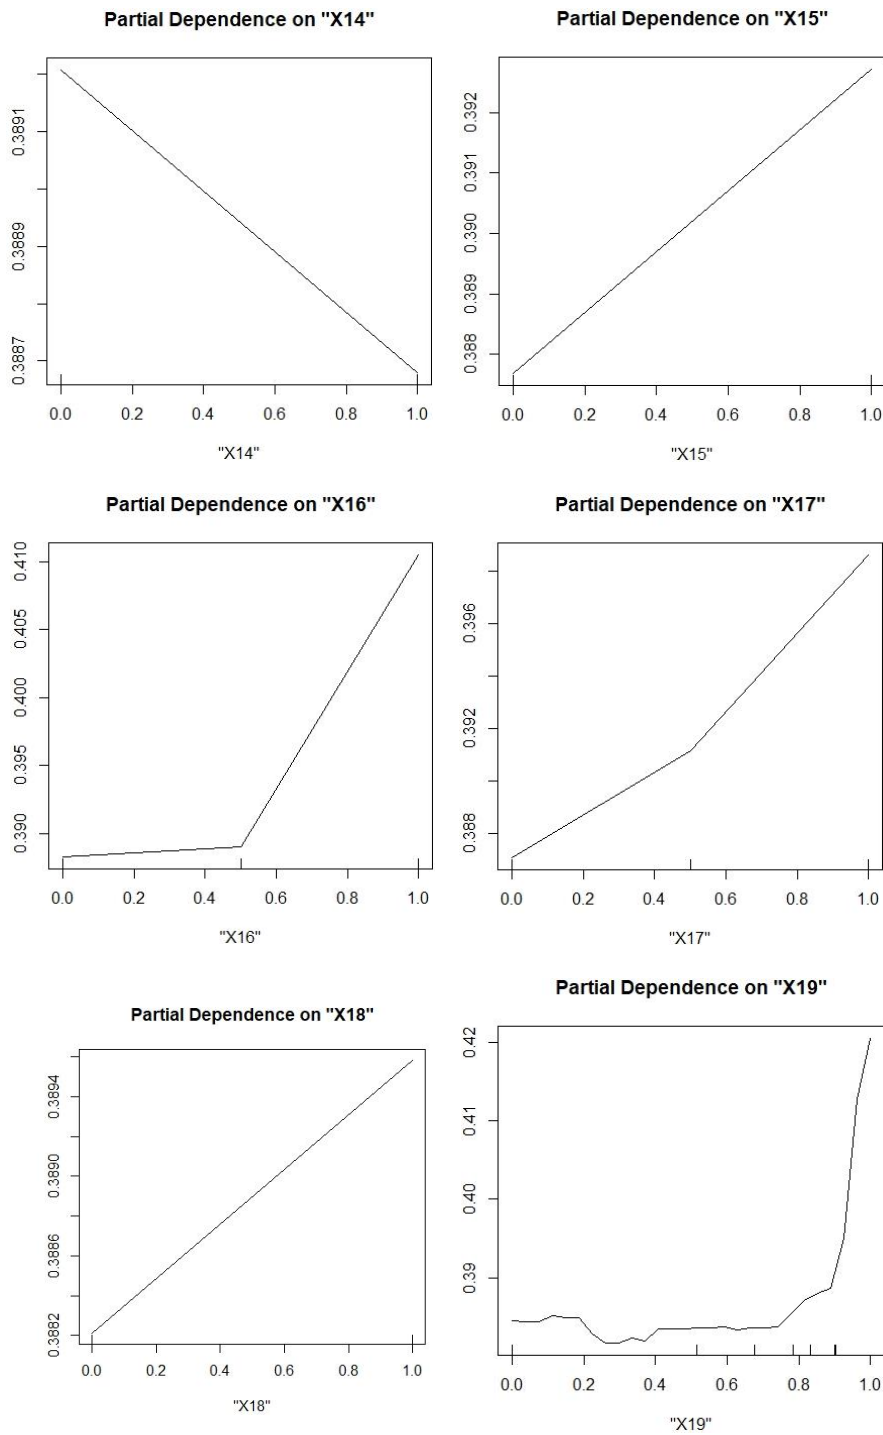 Partial Dependence on "X14"
0.3891
0.3889
0.3887
0.0 0.2 0.4 0.6 0.8 1.0
"X14"
Partial Dependence on "X15"
0.392
0.391
0.390
0.389
0.388
0.0 0.2 0.4 0.6 0.8 1.0
"X15"
Partial Dependence on "X16"
0.410
0.405
0.400
0.395
0.390
0.0 0.2 0.4 0.6 0.8 1.0
"X16"
Partial Dependence on "X17"
0.396
0.392
0.388
0.0 0.2 0.4 0.6 0.8 1.0
"X17"
Partial Dependence on "X18"
0.3894
0.3890
0.3886
0.3882
0.0 0.2 0.4 0.6 0.8 1.0
"X18"
Partial Dependence on "X19"
0.42
0.41
0.40
0.39
0.0 0.2 0.4 0.6 0.8 1.0
"X19"